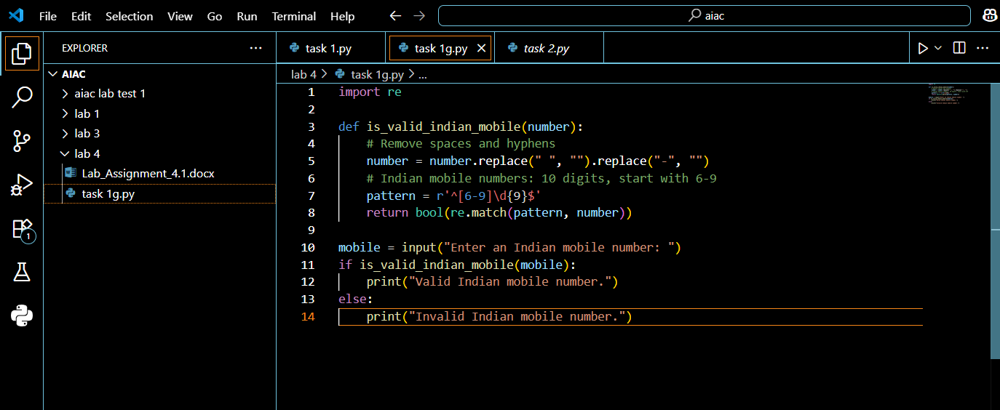 File Edit Selection View Go Run Terminal Help aiac
EXPLORER
AIAC
aiac lab test 1
lab 1
lab 3
lab 4
Lab_Assignment_4.1.docx
task 1g.py
1
task 1.py task 1g.py task 2.py
lab 4 > task 1g.py > ...
1 import re
2
3 def is_valid_indian_mobile(number):
4     # Remove spaces and hyphens
5     number = number.replace(" ", "").replace("-", "")
6     # Indian mobile numbers: 10 digits, start with 6-9
7     pattern = r'^[6-9]\d{9}$'
8     return bool(re.match(pattern, number))
9
10 mobile = input("Enter an Indian mobile number: ")
11 if is_valid_indian_mobile(mobile):
12     print("Valid Indian mobile number.")
13 else:
14     print("Invalid Indian mobile number.")